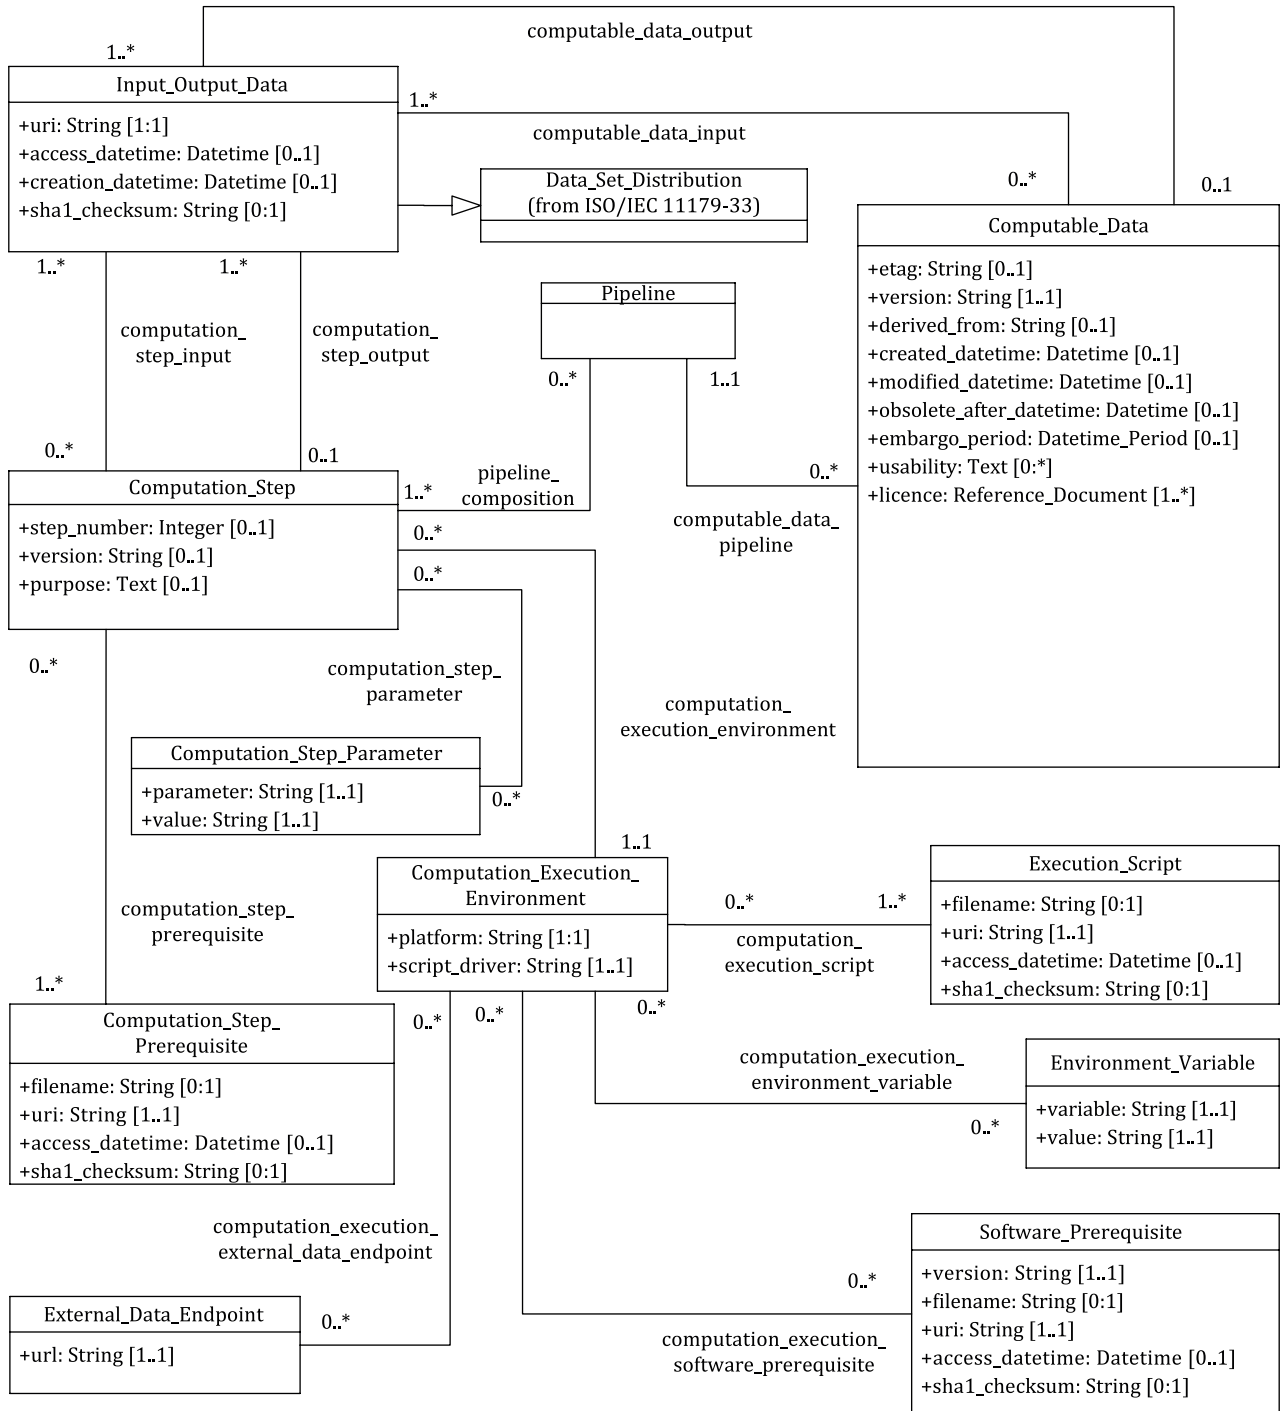 computable_data_output
1..*
Input_Output_Data
+uri: String [1:1]
+access_datetime: Datetime [0..1]
+creation_datetime: Datetime [0..1]
+sha1_checksum: String [0:1]
1..*
computable_data_input
0..*
0..1
Data_Set_Distribution
(from ISO/IEC 11179-33)
Computable_Data
+etag: String [0..1]
+version: String [1..1]
+derived_from: String [0..1]
+created_datetime: Datetime [0..1]
+modified_datetime: Datetime [0..1]
+obsolete_after_datetime: Datetime [0..1]
+embargo_period: Datetime_Period [0..1]
+usability: Text [0:*]
+licence: Reference_Document [1..*]
1..*
1..*
computation_
step_input
computation_
step_output
Pipeline
0..*
1..1
0..*
0..1
pipeline_
composition
0..*
computable_data_
pipeline
Computation_Step
+step_number: Integer [0..1]
+version: String [0..1]
+purpose: Text [0..1]
1..*
0..*
0..*
0..*
computation_step_
parameter
computation_
execution_environment
Computation_Step_Parameter
+parameter: String [1..1]
+value: String [1..1]
0..*
1..1
Computation_Execution_
Environment
+platform: String [1:1]
+script_driver: String [1..1]
0..*
1..*
computation_
execution_script
Execution_Script
+filename: String [0:1]
+uri: String [1..1]
+access_datetime: Datetime [0..1]
+sha1_checksum: String [0:1]
computation_step_
prerequisite
1..*
Computation_Step_
Prerequisite
+filename: String [0:1]
+uri: String [1..1]
+access_datetime: Datetime [0..1]
+sha1_checksum: String [0:1]
0..*
0..*
0..*
computation_execution_
environment_variable
0..*
Environment_Variable
+variable: String [1..1]
+value: String [1..1]
computation_execution_
external_data_endpoint
External_Data_Endpoint
+url: String [1..1]
0..*
0..*
computation_execution_
software_prerequisite
Software_Prerequisite
+version: String [1..1]
+filename: String [0:1]
+uri: String [1..1]
+access_datetime: Datetime [0..1]
+sha1_checksum: String [0:1]